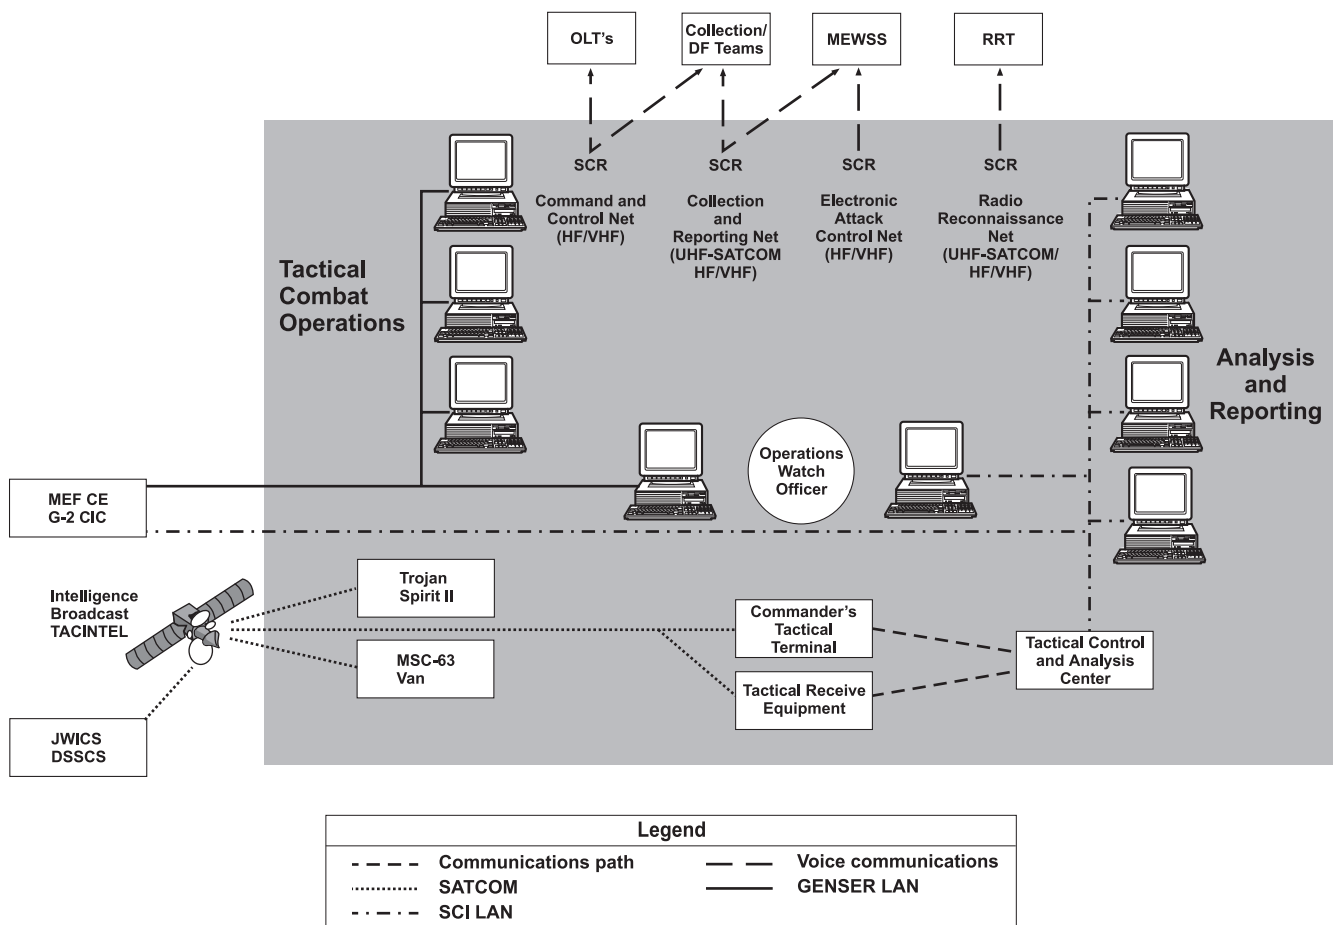 OLT's
Collection/
DF Teams
MEWSS
RRT
SCR
SCR
SCR
SCR
Command and
Control Net
(HF/VHF)
Collection
and
Reporting Net
(UHF-SATCOM
HF/VHF)
Electronic
Attack
Control Net
(HF/VHF)
Radio
Reconnaissance
Net
(UHF-SATCOM/
HF/VHF)
Tactical
Combat
Operations
Analysis
and
Reporting
Operations
Watch
Officer
MEF CE
G-2 CIC
Intelligence
Broadcast
TACINTEL
Trojan
Spirit II
MSC-63
Van
Commander's
Tactical
Terminal
Tactical Receive
Equipment
Tactical Control
and Analysis
Center
JWICS
DSSCS
Legend
Communications path
Voice communications
SATCOM
GENSER LAN
SCI LAN